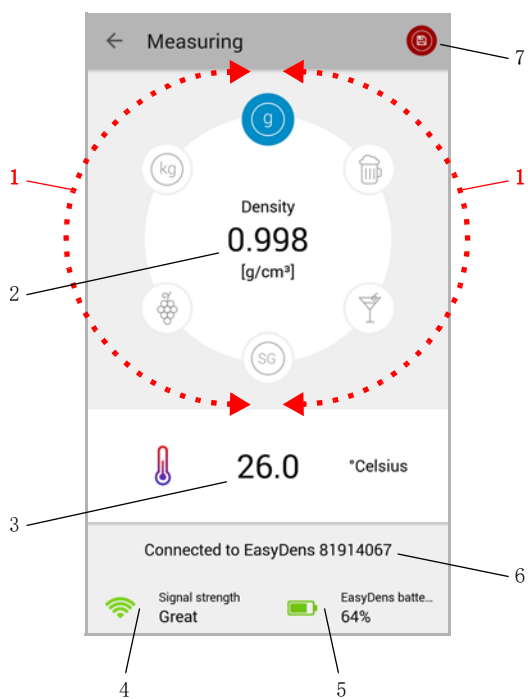 Measuring
7
g
kg
1
1
Density
0.998
[g/cm³]
2
SG
26.0 °Celsius
3
Connected to EasyDens 81914067
6
Signal strength
Great
EasyDens batte...
64%
4
5